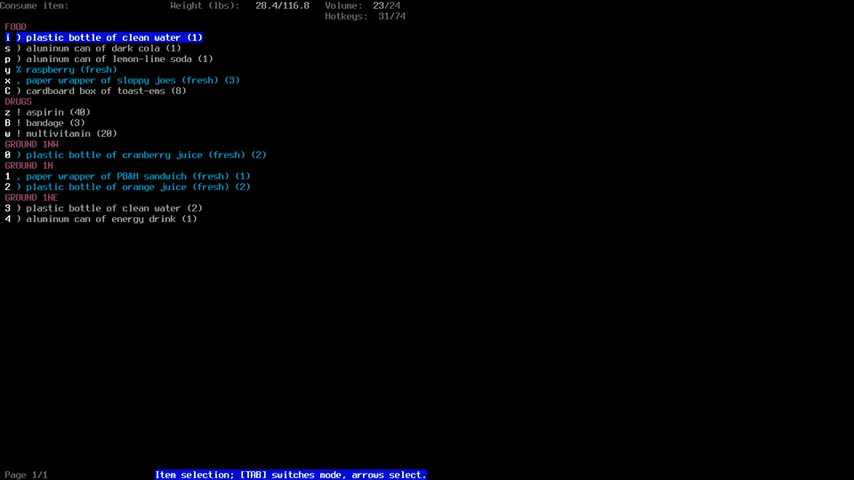 Consume item: Weight (lbs): 28.4/116.8 Volume: 23/24
Hotkeys: 31/74
FOOD
i ) plastic bottle of clean water (1)
s ) aluminum can of dark cola (1)
p ) aluminum can of lemon-lime soda (1)
y % raspberry (fresh)
x , paper wrapper of sloppy joes (fresh) (3)
C ) cardboard box of toast-ems (8)
DRUGS
z ! aspirin (40)
B ! bandage (3)
w ! multivitamin (20)
GROUND 1NW
0 ) plastic bottle of cranberry juice (fresh) (2)
GROUND 1N
1 , paper wrapper of PB&H sandwich (fresh) (1)
2 ) plastic bottle of orange juice (fresh) (2)
GROUND 1NE
3 ) plastic bottle of clean water (2)
4 ) aluminum can of energy drink (1)
Page 1/1 Item selection; [TAB] switches mode, arrows select.